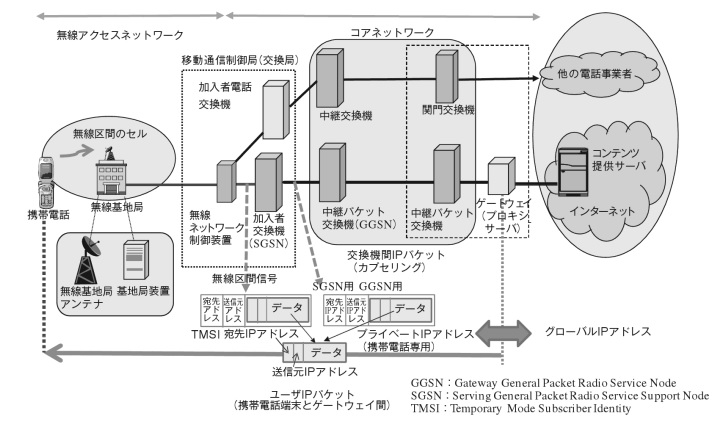 無線アクセスネットワーク
コアネットワーク
移動通信制御局(交換局)
加入者電話
交換機
中継交換機
関門交換機
他の電話事業者
無線区間のセル
無線基地局
携帯電話
無線
ネットワーク
制御装置
加入者
交換機
(SGSN)
中継パケット
交換機(GGSN)
中継パケット
交換機
ゲートウェイ
(プロキシ
サーバ)
コンテンツ
提供サーバ
インターネット
無線基地局
アンテナ
基地局装置
交換機間IPパケット
(カプセリング)
無線区間信号
SGSN用 GGSN用
宛先アドレス
送信元アドレス
データ
宛先IPアドレス
送信元IPアドレス
データ
TMSI 宛先IPアドレス
プライベートIPアドレス
(携帯電話専用)
グローバルIPアドレス
データ
送信元IPアドレス
ユーザIPパケット
(携帯電話端末とゲートウェイ間)
GGSN：Gateway General Packet Radio Service Node
SGSN：Serving General Packet Radio Service Support Node
TMSI：Temporary Mode Subscriber Identity